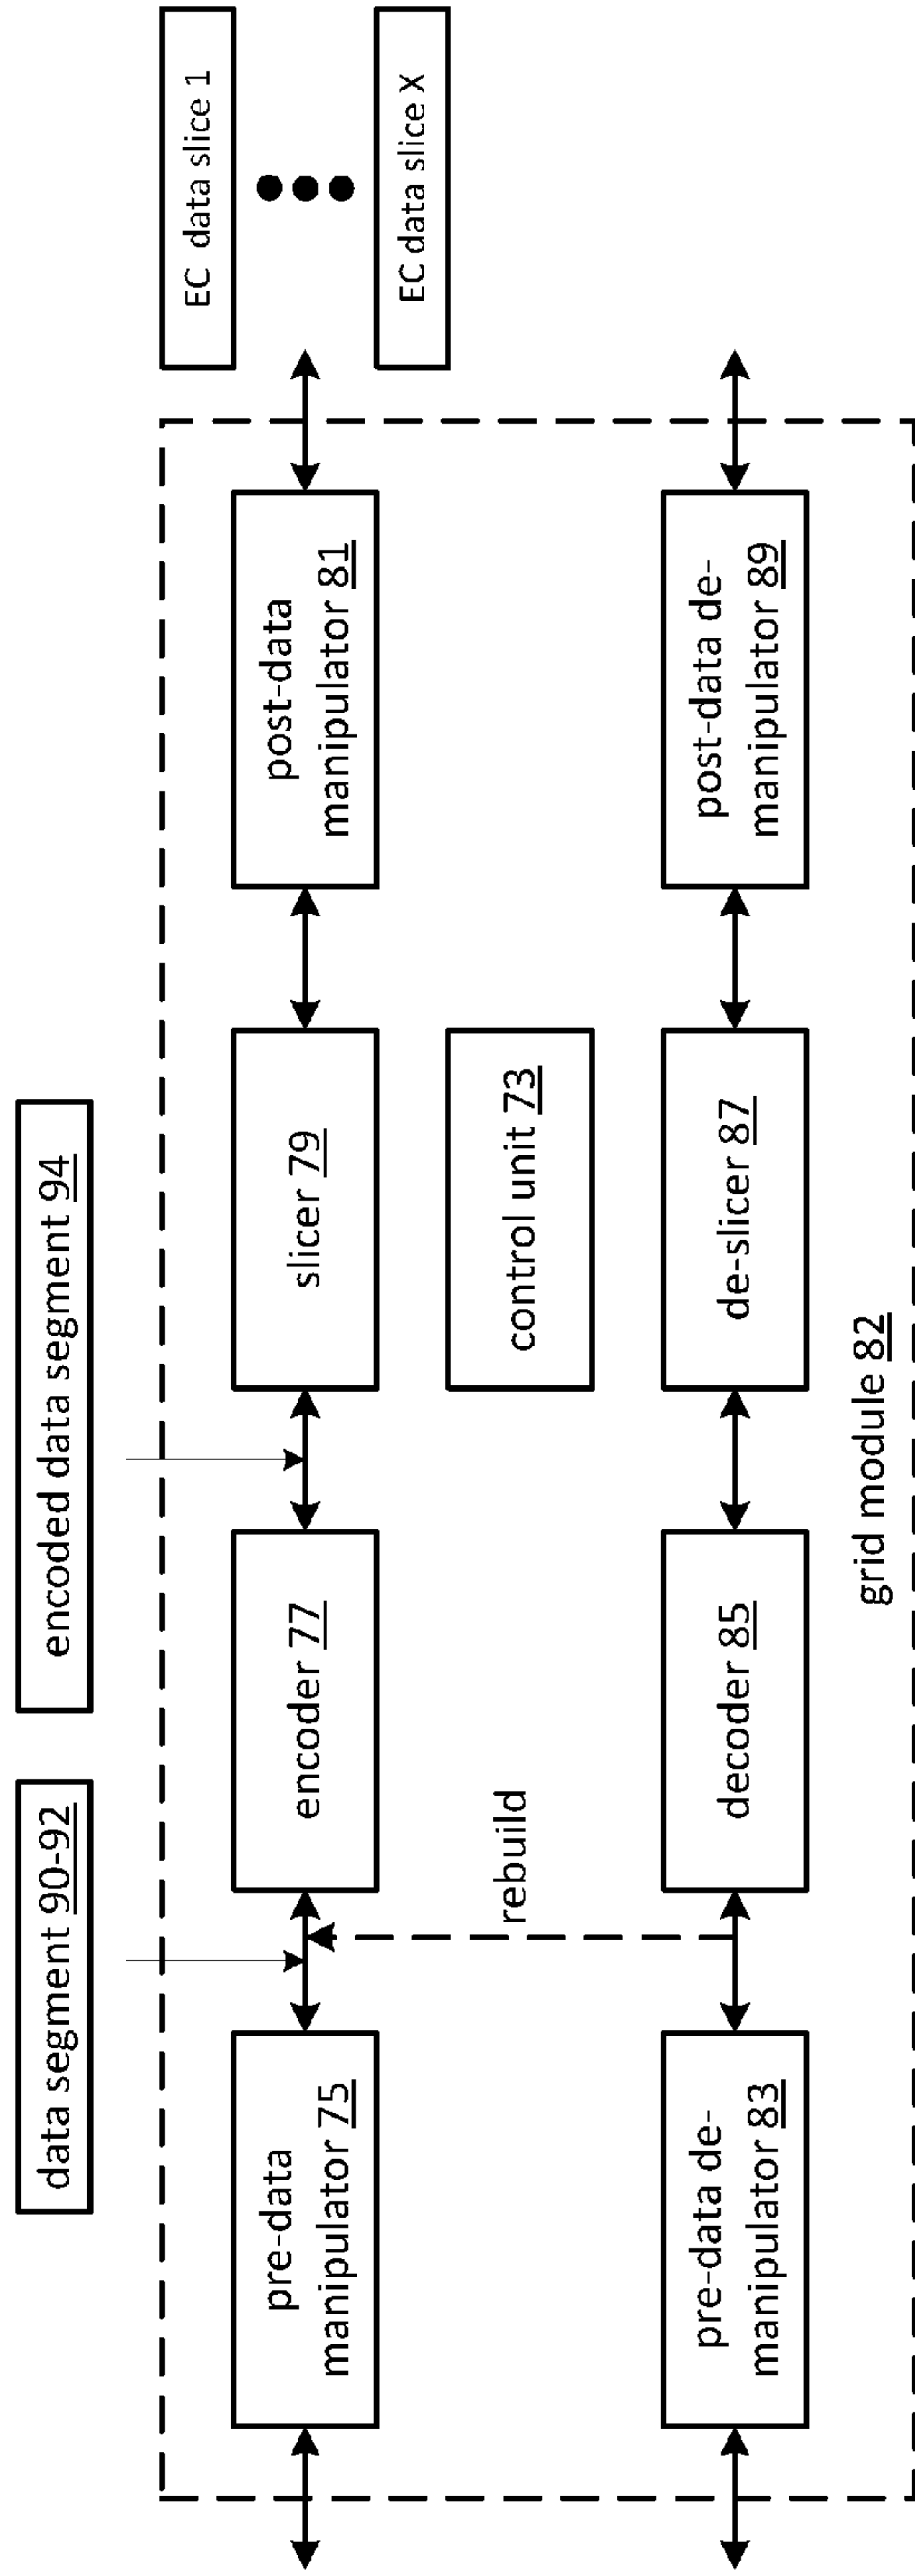 data segment 90-92
encoded data segment 94
EC data slice 1
EC data slice X
pre-data
manipulator 75
encoder 77
slicer 79
post-data
manipulator 81
rebuild
control unit 73
pre-data de-
manipulator 83
decoder 85
de-slicer 87
post-data de-
manipulator 89
grid module 82